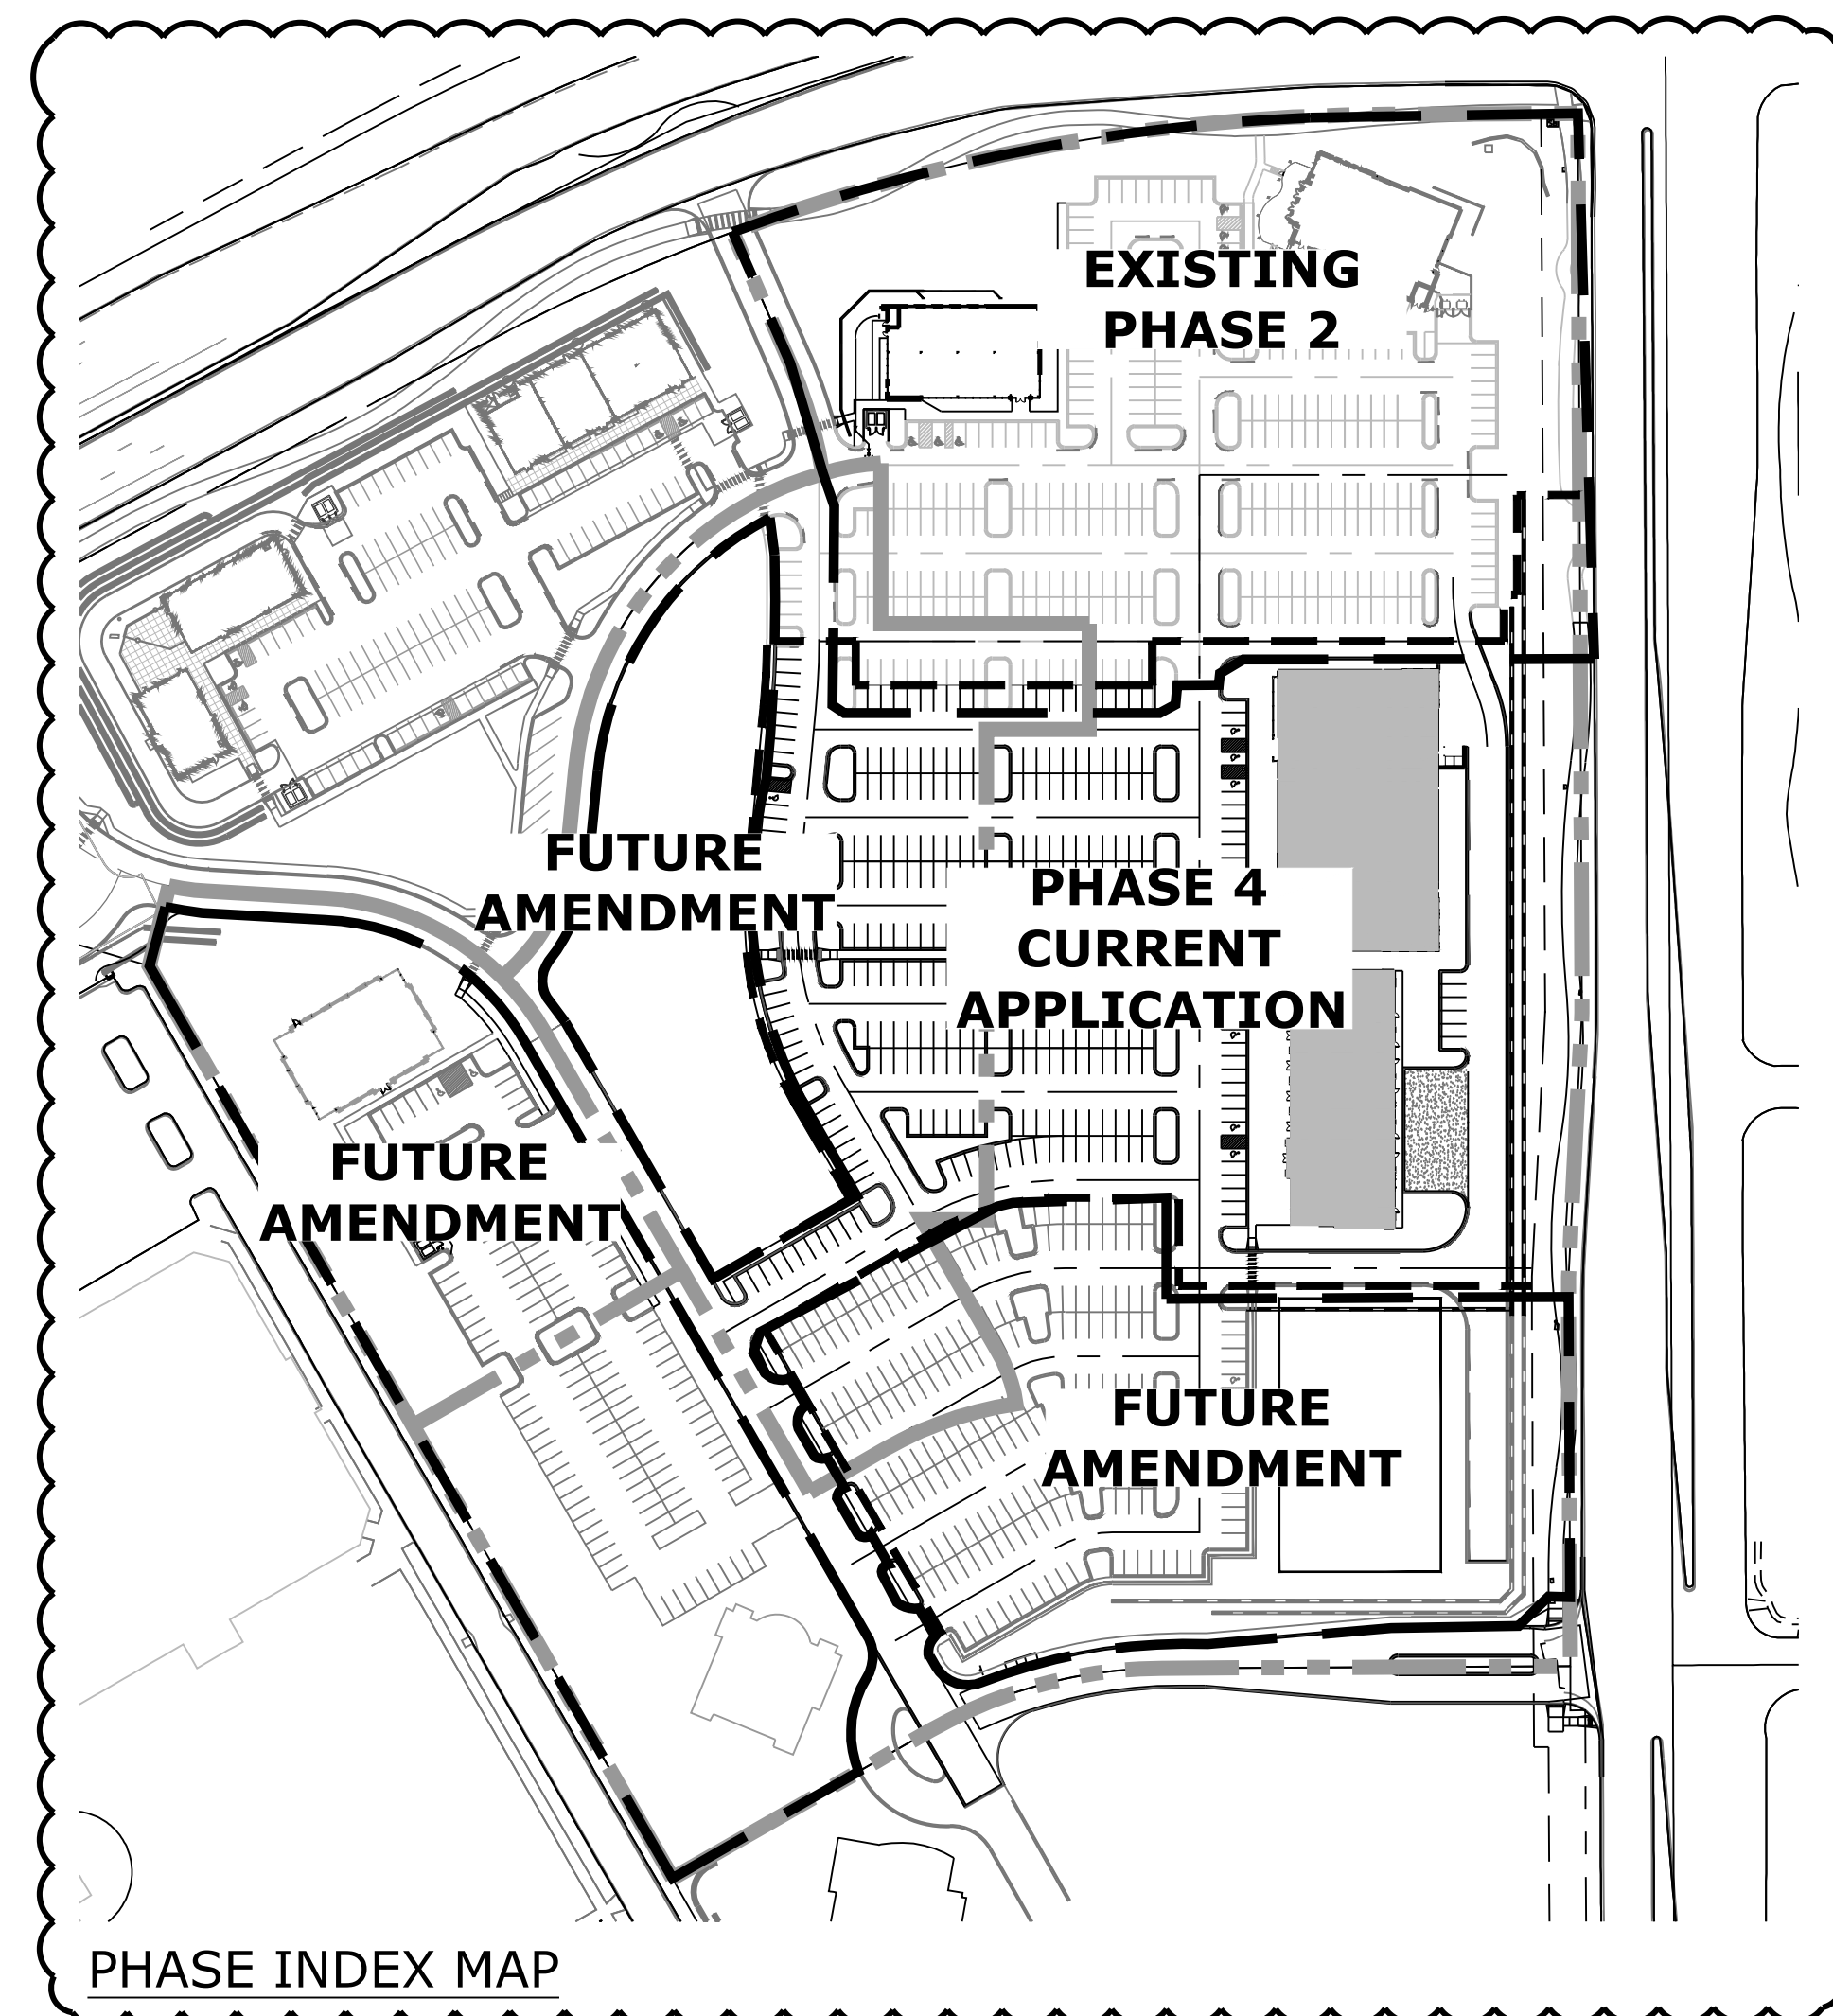 EXISTING
PHASE 2
FUTURE
AMENDMENT
PHASE 4
CURRENT
APPLICATION
FUTURE
AMENDMENT
FUTURE
AMENDMENT
PHASE INDEX MAP